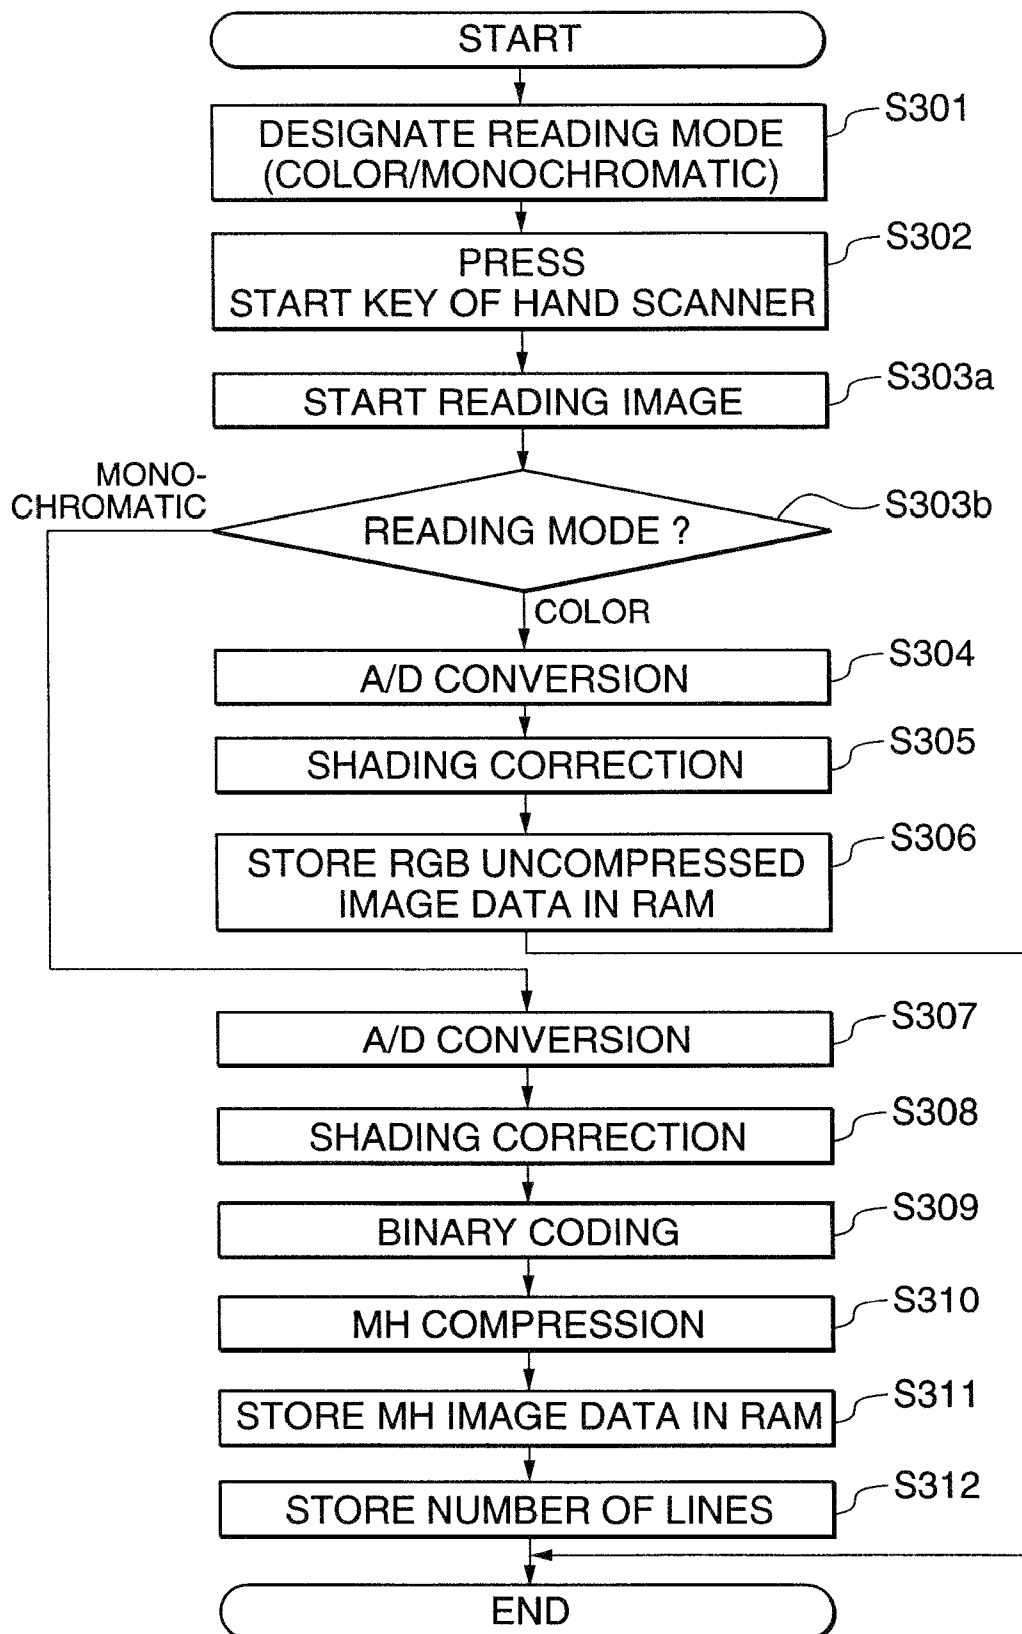 START
S301
DESIGNATE READING MODE
(COLOR/MONOCHROMATIC)
S302
PRESS
START KEY OF HAND SCANNER
S303a
START READING IMAGE
MONO-
CHROMATIC
S303b
READING MODE ?
COLOR
S304
A/D CONVERSION
S305
SHADING CORRECTION
S306
STORE RGB UNCOMPRESSED
IMAGE DATA IN RAM
S307
A/D CONVERSION
S308
SHADING CORRECTION
S309
BINARY CODING
S310
MH COMPRESSION
S311
STORE MH IMAGE DATA IN RAM
S312
STORE NUMBER OF LINES
END